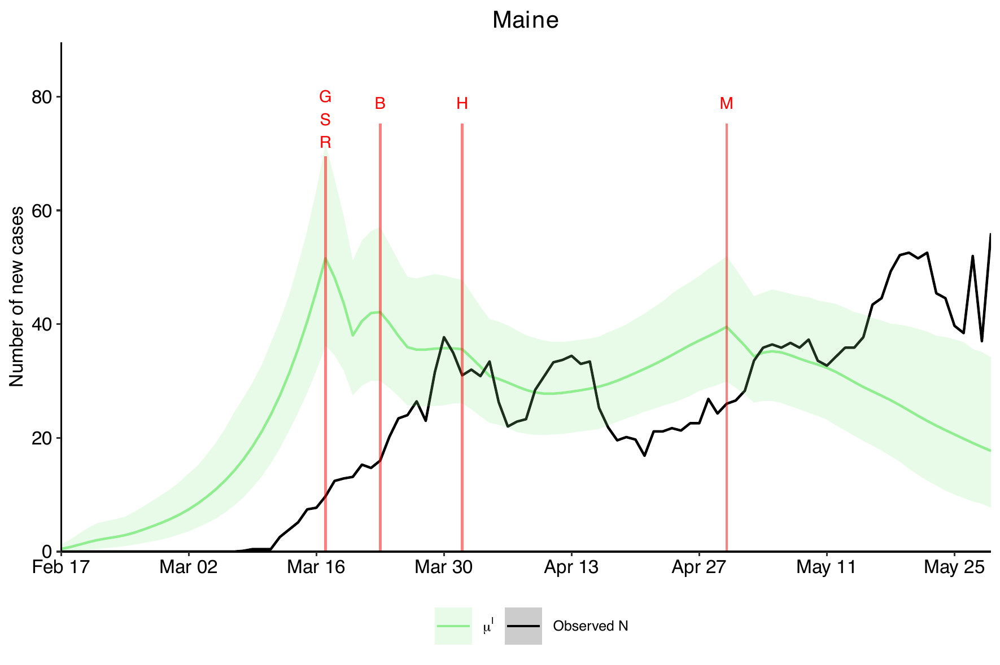 Maine
Number of new cases
80
60
40
20
0
G
S
R
B
H
M
Feb 17
Mar 02
Mar 16
Mar 30
Apr 13
Apr 27
May 11
May 25
μᴵ
Observed N